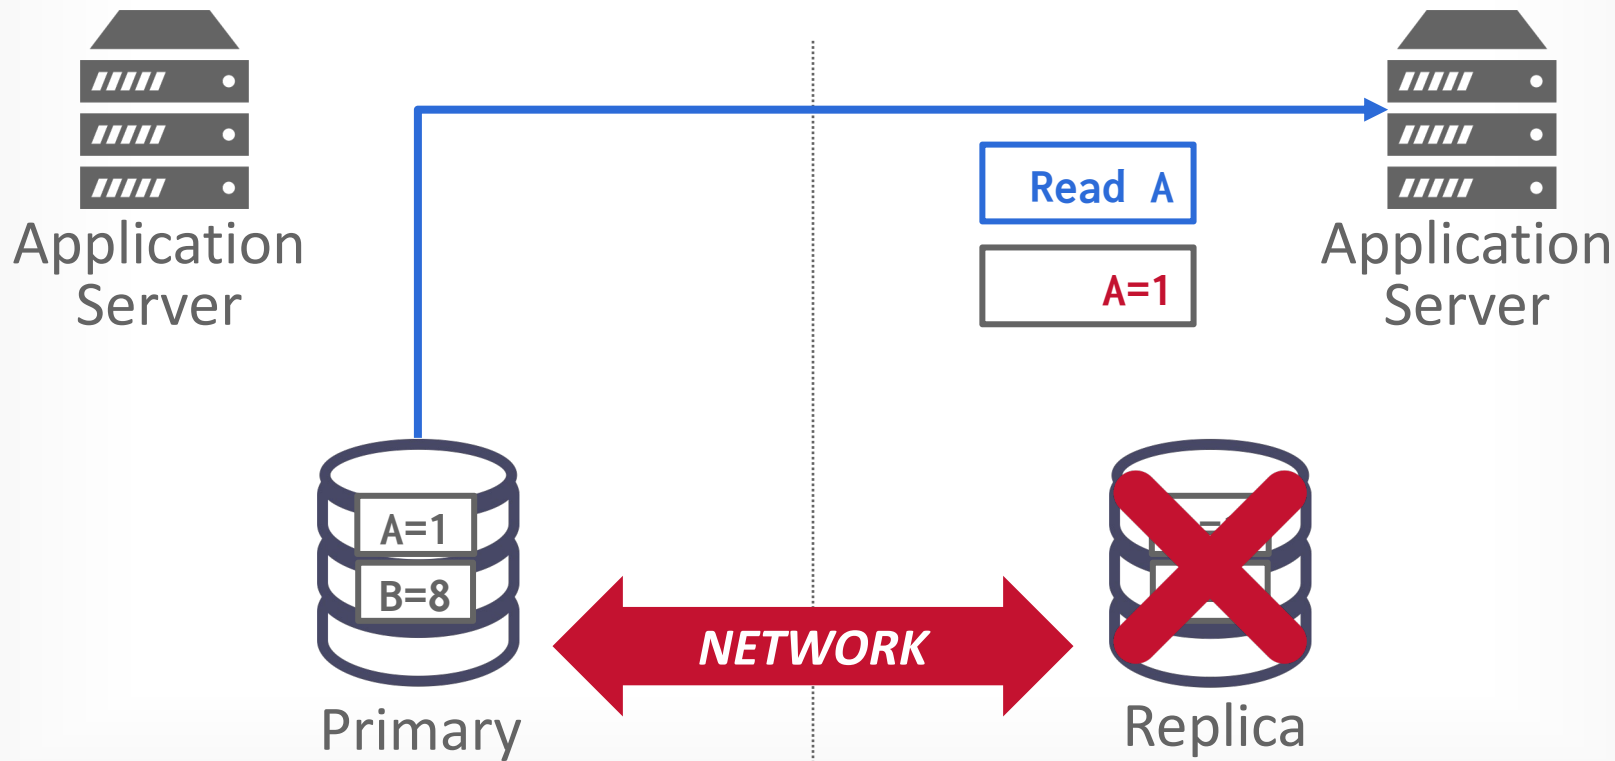 Application
Server
Read A
A=1
Application
Server
A=1
B=8
NETWORK
Primary
Replica